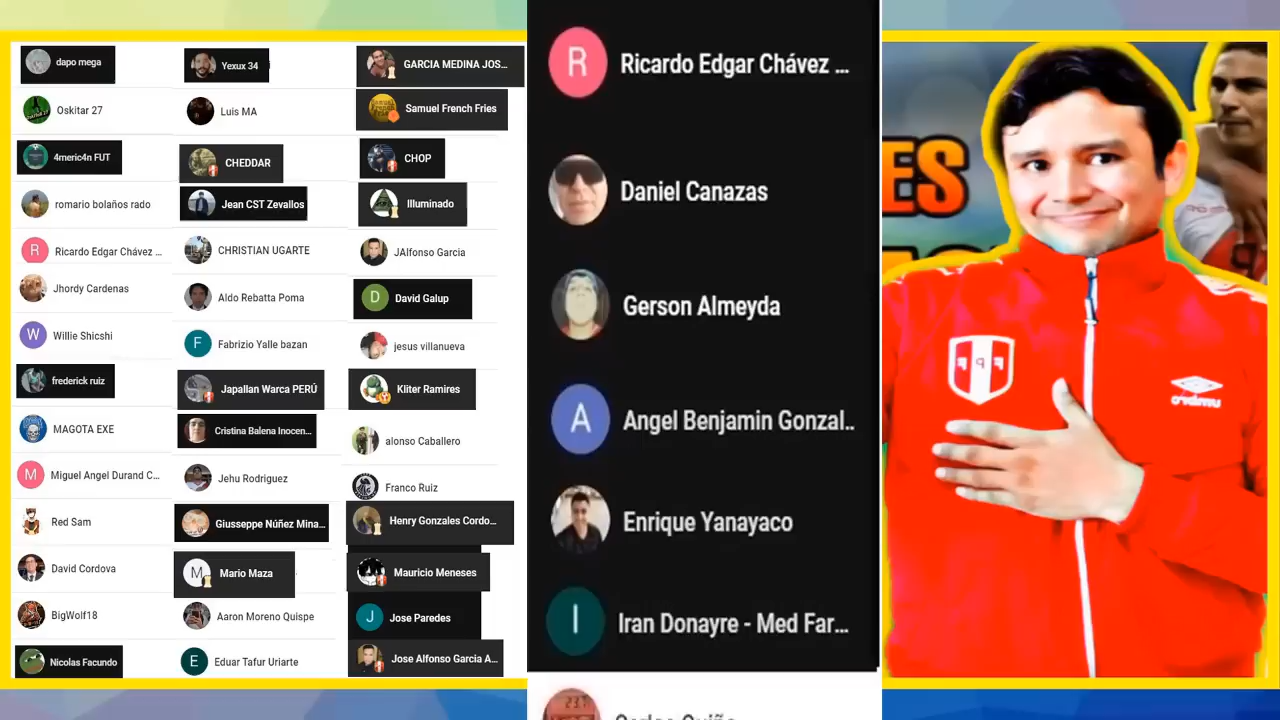 dapo mega
Oskitar 27
4meric4n FUT
romario bolaños rado
Ricardo Edgar Chávez ...
Jhordy Cardenas
W
Willie Shicshi
frederick ruiz
MAGOTA EXE
M
Miguel Angel Durand C...
Red Sam
David Cordova
BigWolf18
Nicolas Facundo
Yexux 34
Luis MA
CHEDDAR
Jean CST Zevallos
CHRISTIAN UGARTE
Aldo Rebatta Poma
F
Fabrizio Yalle bazan
Japallan Warca PERÚ
Cristina Balena Inocen...
Jehu Rodriguez
Giusseppe Núñez Mina...
M
Mario Maza
Aaron Moreno Quispe
E
Eduar Tafur Uriarte
GARCIA MEDINA JOS...
Samuel French Fries
CHOP
Illuminado
JAlfonso Garcia
D
David Galup
jesus villanueva
Kliter Ramires
alonso Caballero
Franco Ruiz
Henry Gonzales Cordo...
Mauricio Meneses
J
Jose Paredes
Jose Alfonso Garcia A...
R
Ricardo Edgar Chávez ...
Daniel Canazas
Gerson Almeyda
A
Angel Benjamin Gonzal..
Enrique Yanayaco
I
Iran Donayre - Med Far...
ES
FPF
umbro